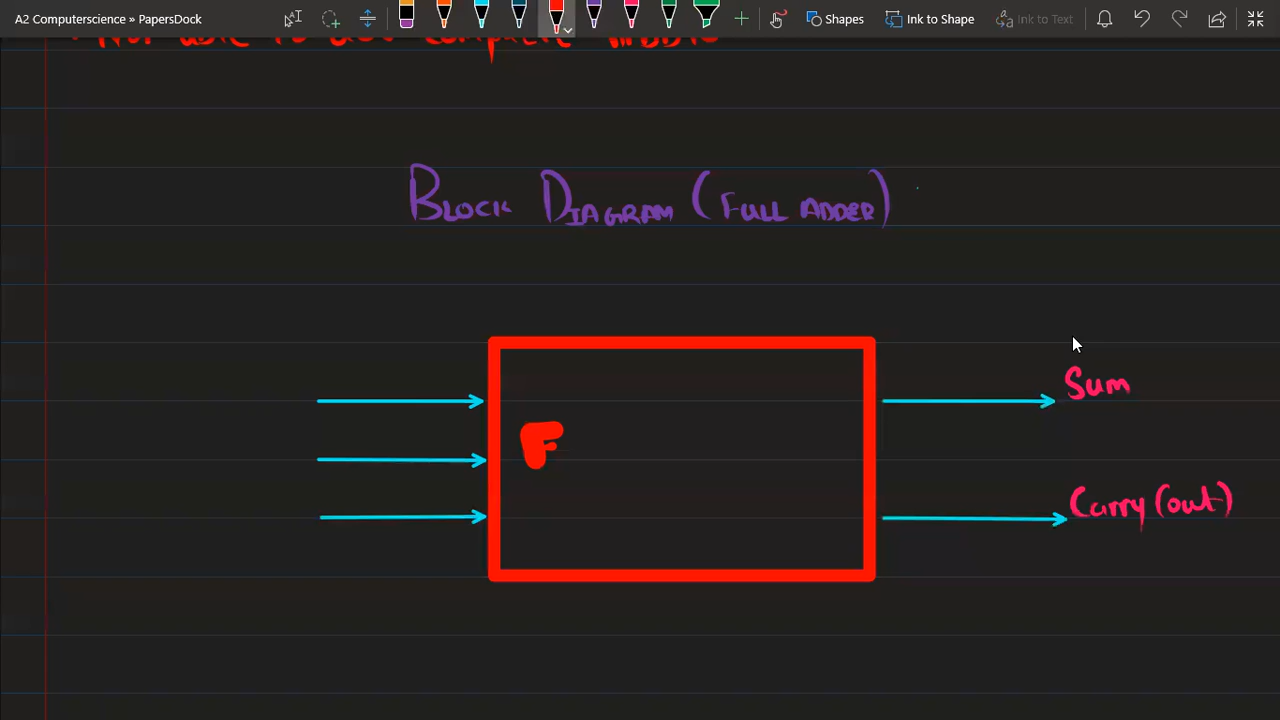 A2 Computerscience » PapersDock
Shapes
Ink to Shape
Ink to Text
BLOCK DIAGRAM (FULL ADDER)
Sum
F
Carry (out)